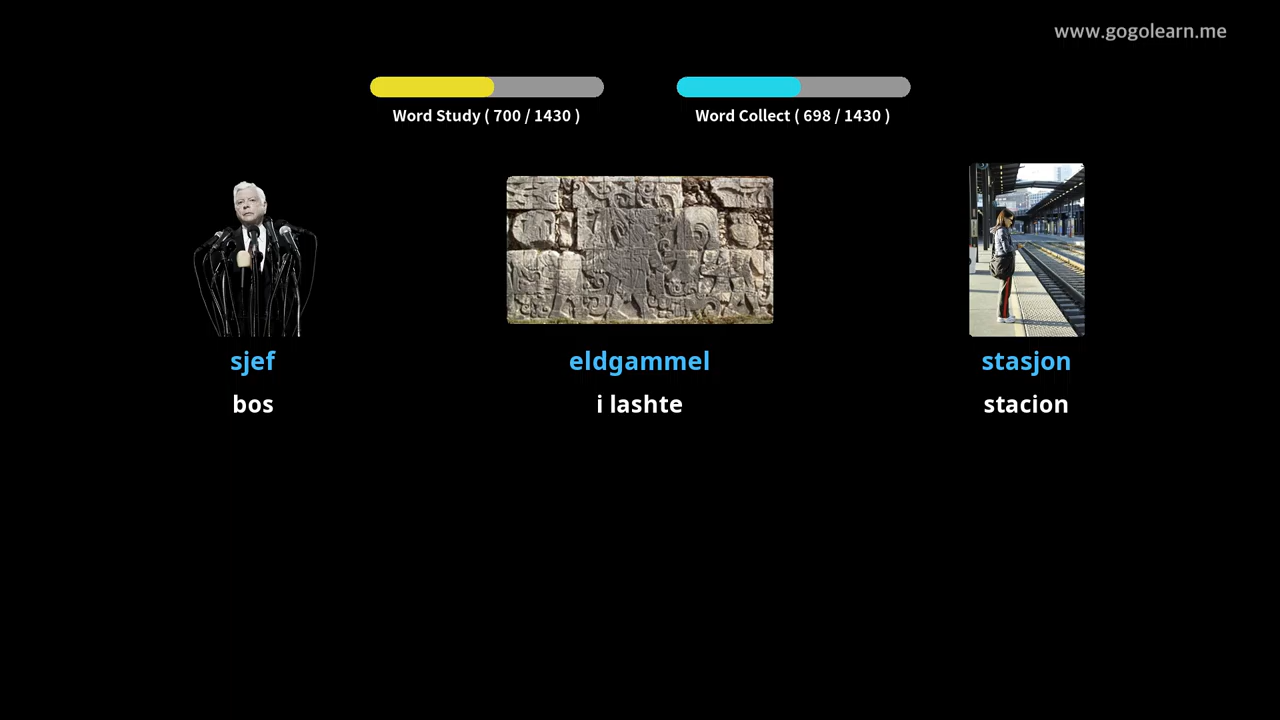 www.gogolearn.me
Word Study ( 700 / 1430 )
Word Collect ( 698 / 1430 )
sjef
eldgammel
stasjon
bos
i lashte
stacion